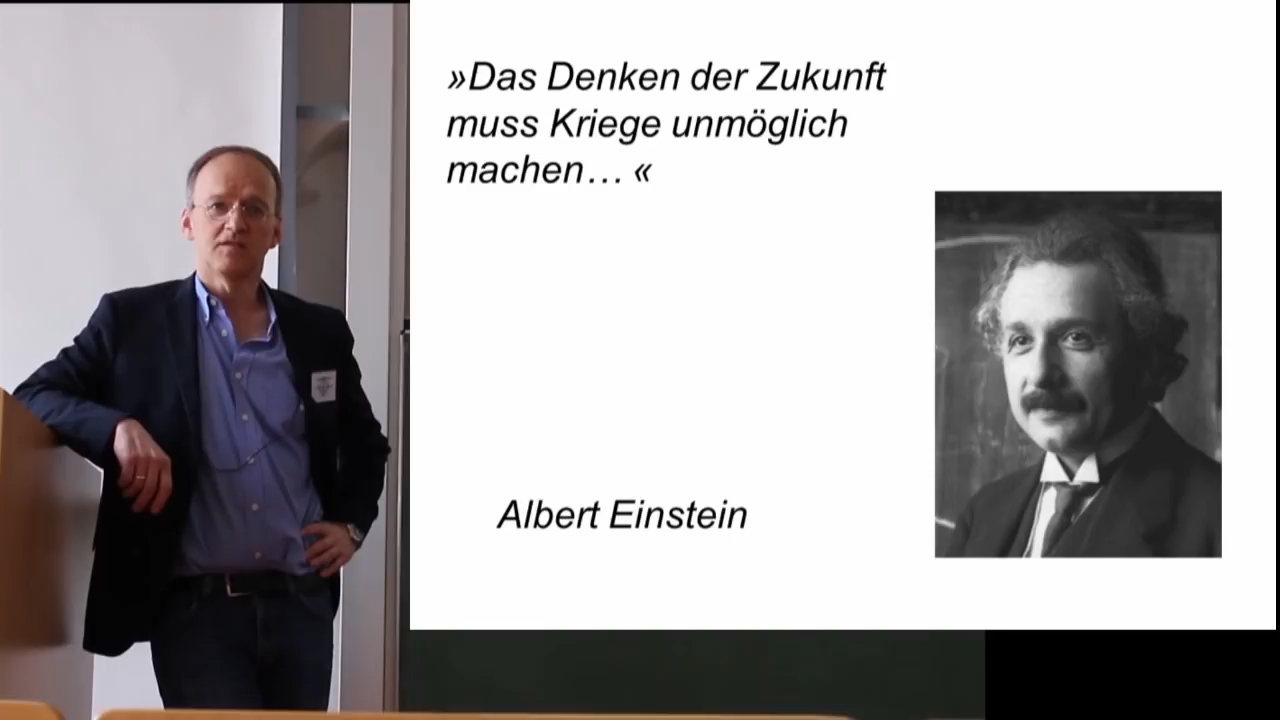 »Das Denken der Zukunft
muss Kriege unmöglich
machen… «
Albert Einstein